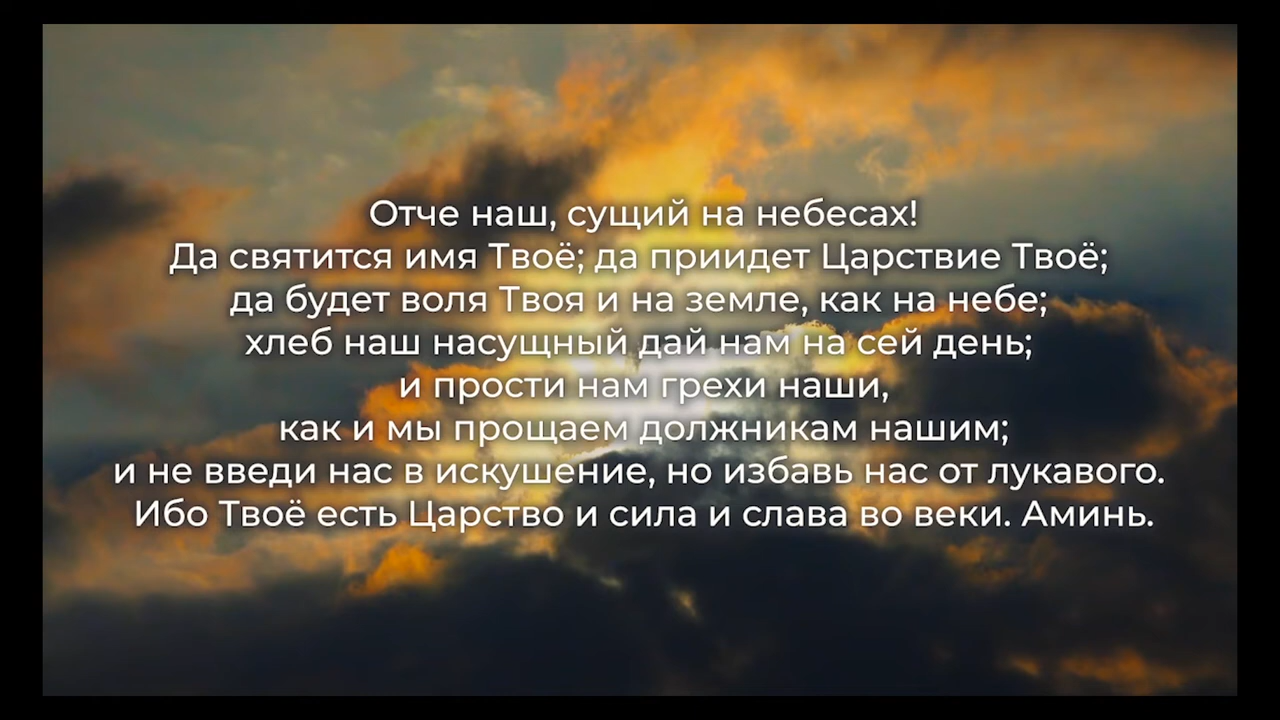 Отче наш, сущий на небесах!
Да святится имя Твоё; да приидет Царствие Твоё;
да будет воля Твоя и на земле, как на небе;
хлеб наш насущный дай нам на сей день;
и прости нам грехи наши,
как и мы прощаем должникам нашим;
и не введи нас в искушение, но избавь нас от лукавого.
Ибо Твоё есть Царство и сила и слава во веки. Аминь.